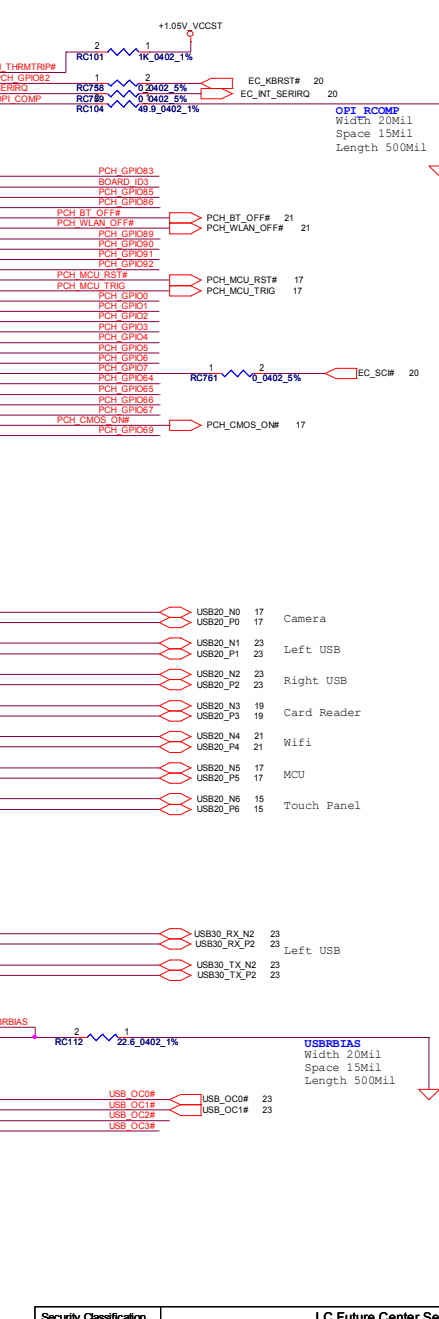 +1.05V_VCCST
2 1
RC101 1K_0402_1%
THRMTRIP#
PCH_GPIO82 1 2 EC_KBRST# 20
SERIRQ RC758 0_0402_5% EC_INT_SERIRQ 20
OPI_COMP RC759 0_0402_5%
RC104 49.9_0402_1%
OPI_RCOMP
Width 20Mil
Space 15Mil
Length 500Mil
PCH_GPIO83
BOARD_ID3
PCH_GPIO85
PCH_GPIO86
PCH_BT_OFF# PCH_BT_OFF# 21
PCH_WLAN_OFF# PCH_WLAN_OFF# 21
PCH_GPIO89
PCH_GPIO90
PCH_GPIO91
PCH_GPIO92
PCH_MCU_RST# PCH_MCU_RST# 17
PCH_MCU_TRIG PCH_MCU_TRIG 17
PCH_GPIO0
PCH_GPIO1
PCH_GPIO2
PCH_GPIO3
PCH_GPIO4
PCH_GPIO5
PCH_GPIO6
PCH_GPIO7 1 2 EC_SCI# 20
PCH_GPIO64 RC761 0_0402_5%
PCH_GPIO65
PCH_GPIO66
PCH_GPIO67
PCH_CMOS_ON# PCH_CMOS_ON# 17
PCH_GPIO69
USB20_N0 17
USB20_P0 17 Camera
USB20_N1 23
USB20_P1 23 Left USB
USB20_N2 23
USB20_P2 23 Right USB
USB20_N3 19
USB20_P3 19 Card Reader
USB20_N4 21
USB20_P4 21 Wifi
USB20_N5 17
USB20_P5 17 MCU
USB20_N6 15
USB20_P6 15 Touch Panel
USB30_RX_N2 23
USB30_RX_P2 23
Left USB
USB30_TX_N2 23
USB30_TX_P2 23
RBIAS
2 1
RC112 22.6_0402_1%
USBRBIAS
Width 20Mil
Space 15Mil
Length 500Mil
USB_OC0# USB_OC0# 23
USB_OC1# USB_OC1# 23
USB_OC2#
USB_OC3#
Security Classification LC Future Center Se